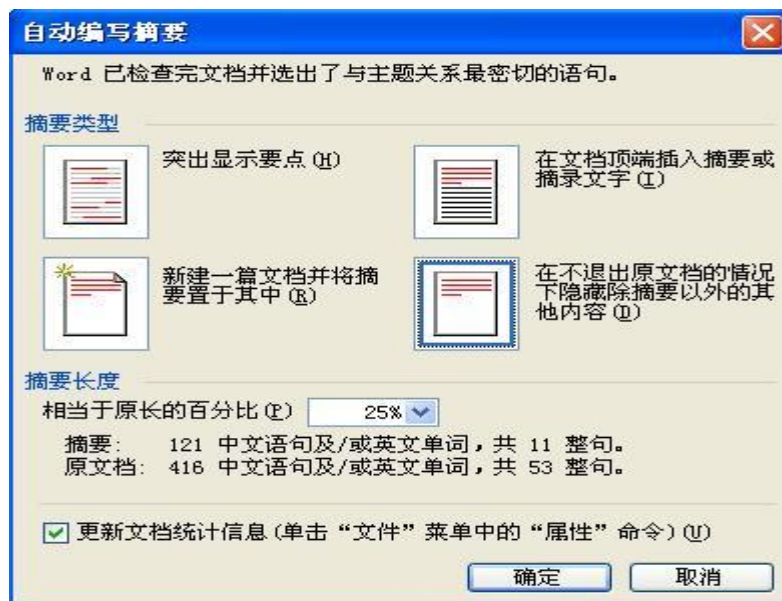 自动编写摘要
Word 已检查完文档并选出了与主题关系最密切的语句。
摘要类型
突出显示要点(H)
在文档顶端插入摘要或
摘录文字(I)
新建一篇文档并将摘
要置于其中(R)
在不退出原文档的情况
下隐藏除摘要以外的其
他内容(D)
摘要长度
相当于原长的百分比(P) 25%
摘要: 121 中文语句及/或英文单词，共 11 整句。
原文档: 416 中文语句及/或英文单词，共 53 整句。
更新文档统计信息(单击“文件”菜单中的“属性”命令)(U)
确定 取消